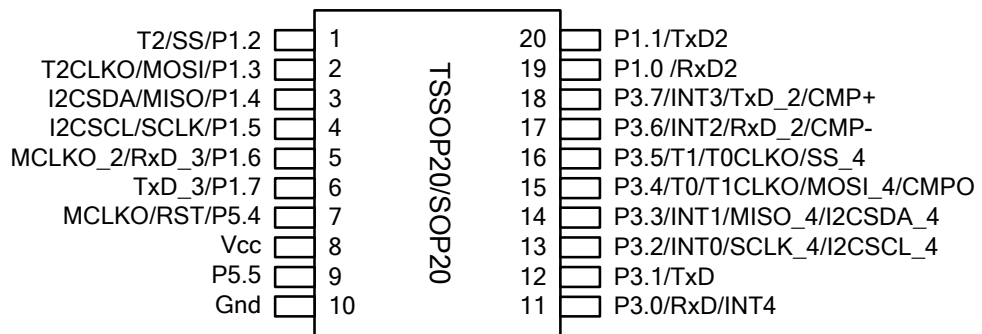 T2/SS/P1.2 1 20 P1.1/TxD2
T2CLKO/MOSI/P1.3 2 19 P1.0 /RxD2
I2CSDA/MISO/P1.4 3 18 P3.7/INT3/TxD_2/CMP+
I2CSCL/SCLK/P1.5 4 17 P3.6/INT2/RxD_2/CMP-
MCLKO_2/RxD_3/P1.6 5 16 P3.5/T1/T0CLKO/SS_4
TxD_3/P1.7 6 15 P3.4/T0/T1CLKO/MOSI_4/CMPO
MCLKO/RST/P5.4 7 14 P3.3/INT1/MISO_4/I2CSDA_4
Vcc 8 13 P3.2/INT0/SCLK_4/I2CSCL_4
P5.5 9 12 P3.1/TxD
Gnd 10 11 P3.0/RxD/INT4
TSSOP20/SOP20